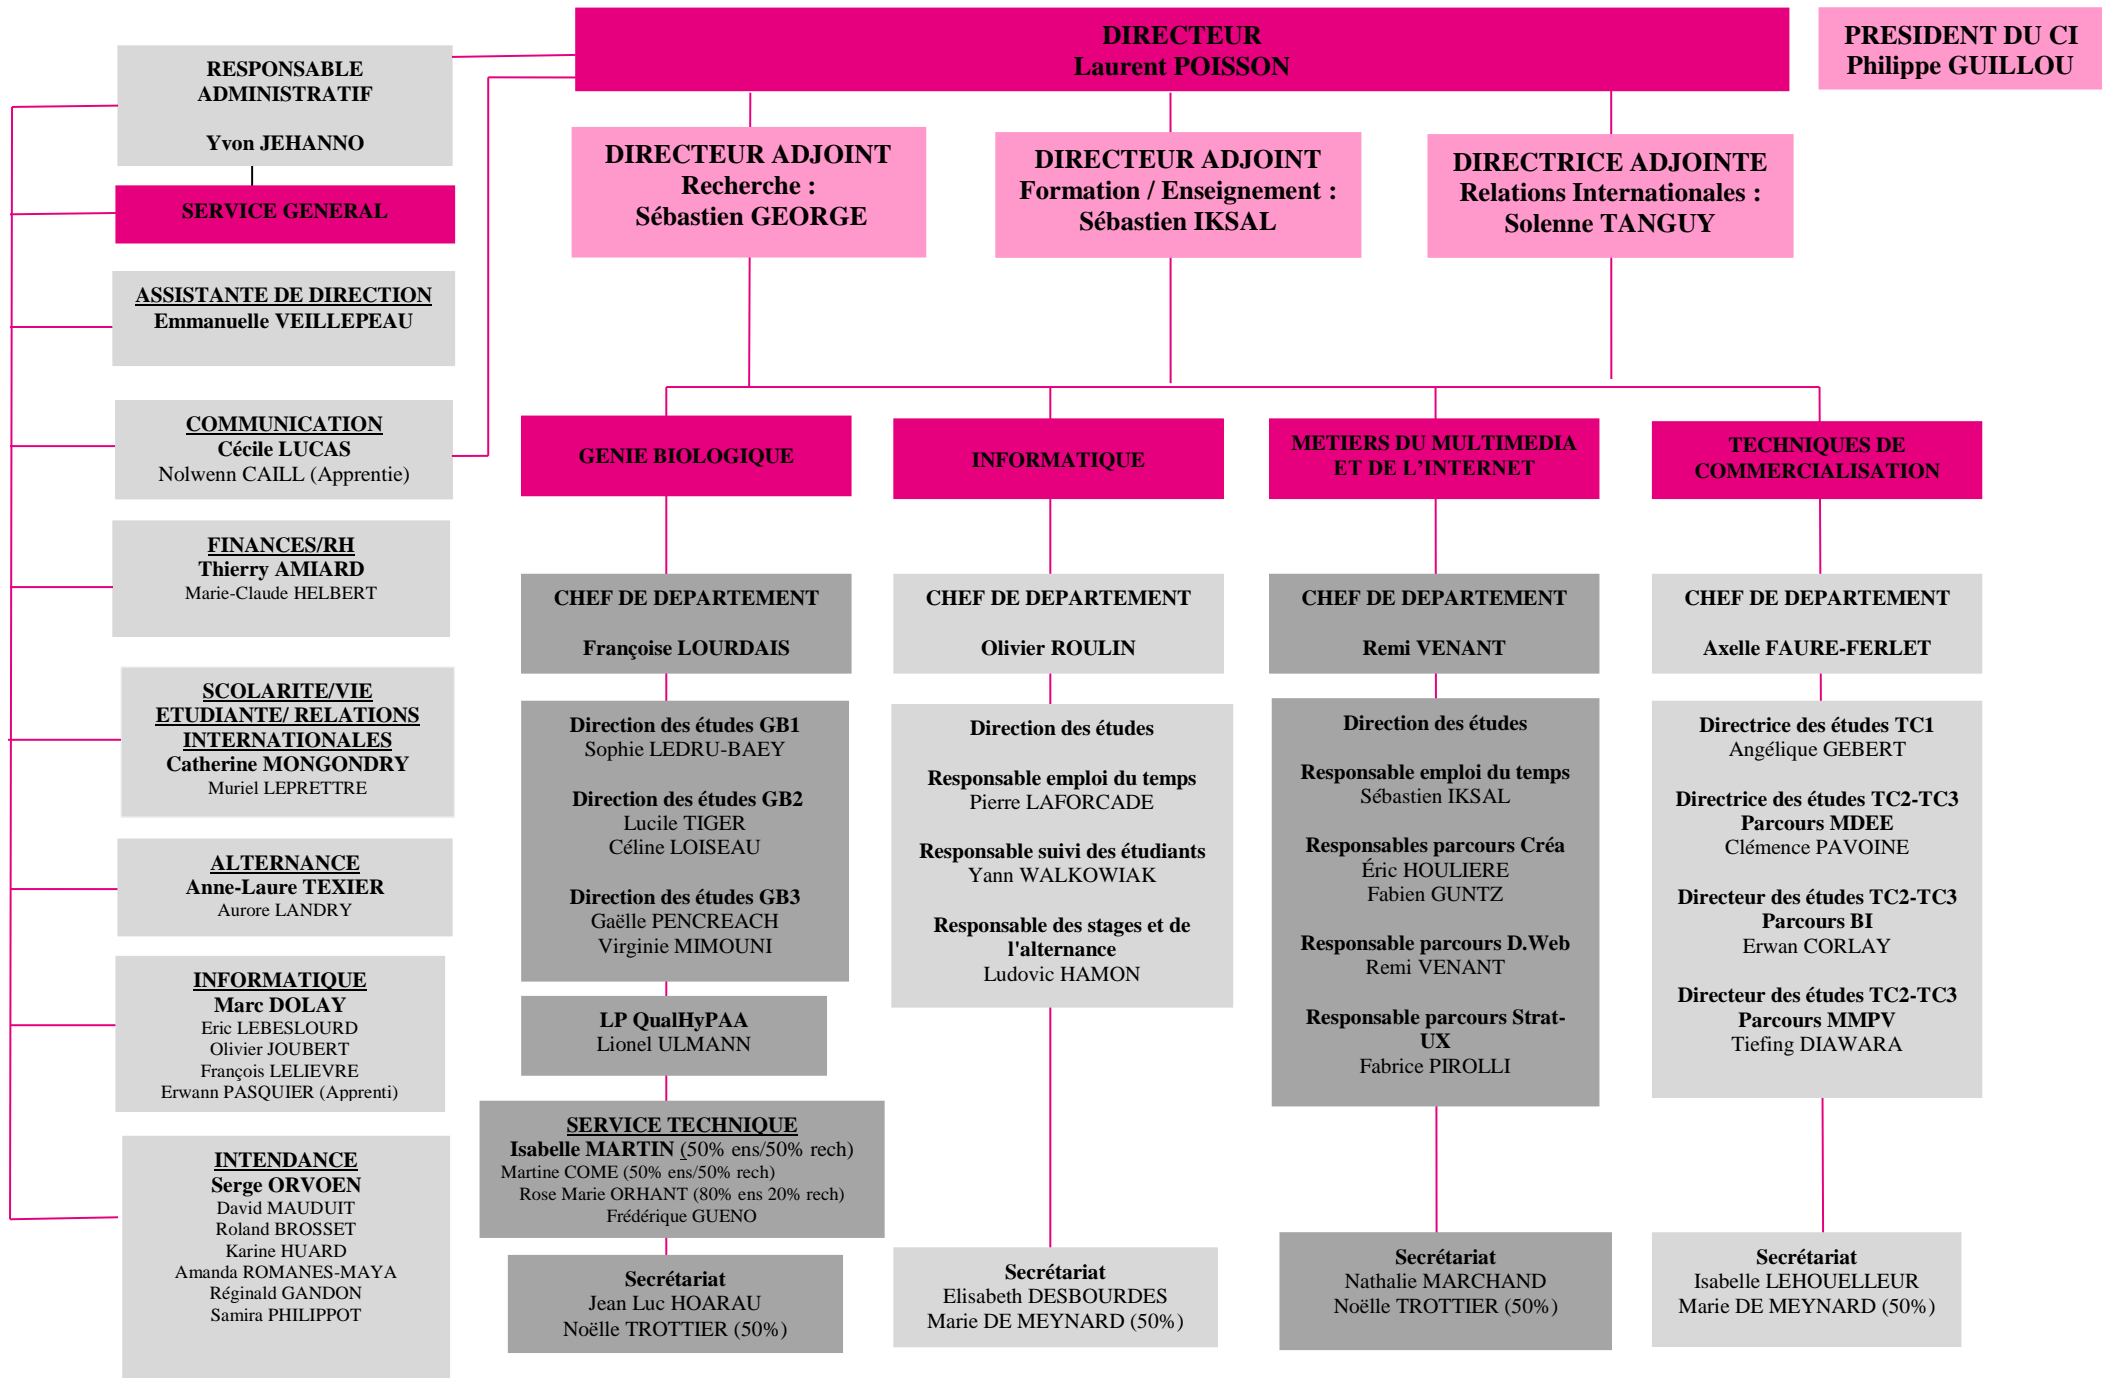 DIRECTEUR
Laurent POISSON
PRESIDENT DU CI
Philippe GUILLOU
RESPONSABLE
ADMINISTRATIF
Yvon JEHANNO
SERVICE GENERAL
ASSISTANTE DE DIRECTION
Emmanuelle VEILLEPEAU
COMMUNICATION
Cécile LUCAS
Nolwenn CAILL (Apprentie)
FINANCES/RH
Thierry AMIARD
Marie-Claude HELBERT
SCOLARITE/VIE
ETUDIANTE/ RELATIONS
INTERNATIONALES
Catherine MONGONDRY
Muriel LEPRETTRE
ALTERNANCE
Anne-Laure TEXIER
Aurore LANDRY
INFORMATIQUE
Marc DOLAY
Eric LEBESLOURD
Olivier JOUBERT
François LELIEVRE
Erwann PASQUIER (Apprenti)
INTENDANCE
Serge ORVOEN
David MAUDUIT
Roland BROSSET
Karine HUARD
Amanda ROMANES-MAYA
Réginald GANDON
Samira PHILIPPOT
DIRECTEUR ADJOINT
Recherche :
Sébastien GEORGE
DIRECTEUR ADJOINT
Formation / Enseignement :
Sébastien IKSAL
DIRECTRICE ADJOINTE
Relations Internationales :
Solenne TANGUY
GENIE BIOLOGIQUE
CHEF DE DEPARTEMENT
Françoise LOURDAIS
Direction des études GB1
Sophie LEDRU-BAEY
Direction des études GB2
Lucile TIGER
Céline LOISEAU
Direction des études GB3
Gaëlle PENCREACH
Virginie MIMOUNI
LP QualHyPAA
Lionel ULMANN
SERVICE TECHNIQUE
Isabelle MARTIN (50% ens/50% rech)
Martine COME (50% ens/50% rech)
Rose Marie ORHANT (80% ens 20% rech)
Frédérique GUENO
Secrétariat
Jean Luc HOARAU
Noëlle TROTTIER (50%)
INFORMATIQUE
CHEF DE DEPARTEMENT
Olivier ROULIN
Direction des études
Responsable emploi du temps
Pierre LAFORCADE
Responsable suivi des étudiants
Yann WALKOWIAK
Responsable des stages et de
l'alternance
Ludovic HAMON
Secrétariat
Elisabeth DESBOURDES
Marie DE MEYNARD (50%)
METIERS DU MULTIMEDIA
ET DE L’INTERNET
CHEF DE DEPARTEMENT
Remi VENANT
Direction des études
Responsable emploi du temps
Sébastien IKSAL
Responsables parcours Créa
Éric HOULIERE
Fabien GUNTZ
Responsable parcours D.Web
Remi VENANT
Responsable parcours Strat-
UX
Fabrice PIROLLI
Secrétariat
Nathalie MARCHAND
Noëlle TROTTIER (50%)
TECHNIQUES DE
COMMERCIALISATION
CHEF DE DEPARTEMENT
Axelle FAURE-FERLET
Directrice des études TC1
Angélique GEBERT
Directrice des études TC2-TC3
Parcours MDEE
Clémence PAVOINE
Directeur des études TC2-TC3
Parcours BI
Erwan CORLAY
Directeur des études TC2-TC3
Parcours MMPV
Tiefing DIAWARA
Secrétariat
Isabelle LEHOUELLEUR
Marie DE MEYNARD (50%)